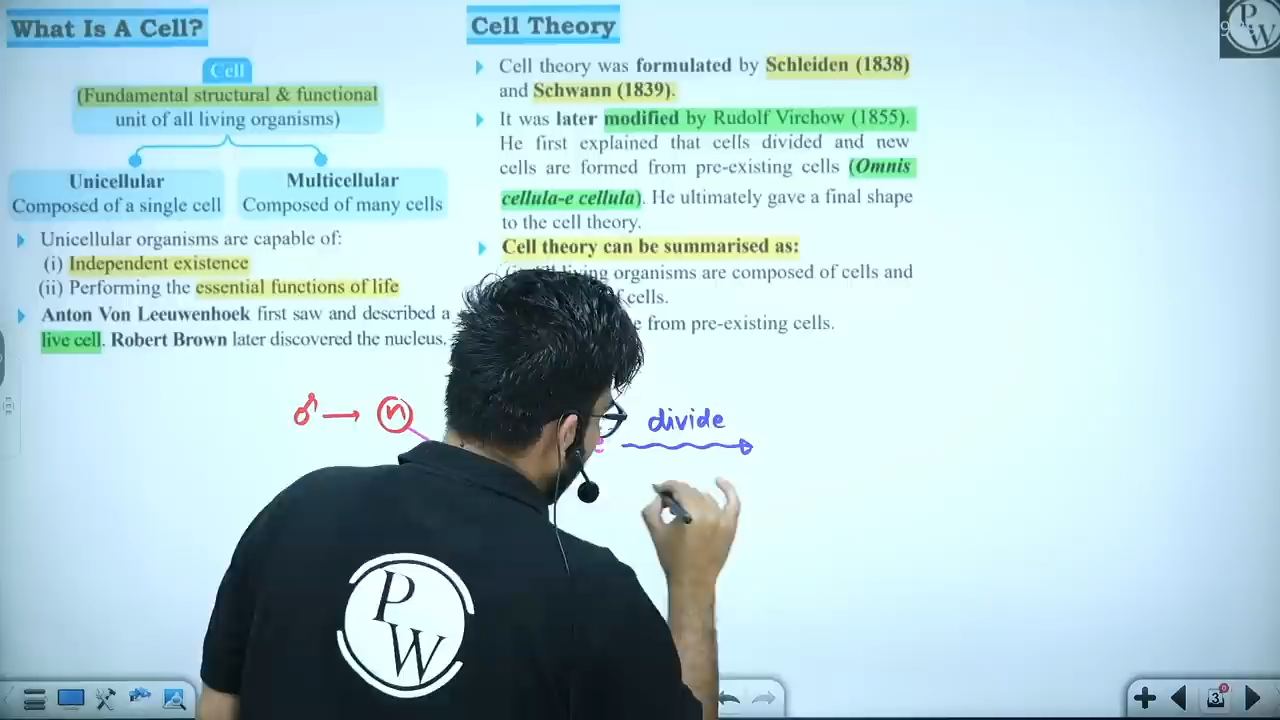 What Is A Cell?
Cell
(Fundamental structural & functional
unit of all living organisms)
Unicellular
Composed of a single cell
Multicellular
Composed of many cells
Unicellular organisms are capable of:
(i) Independent existence
(ii) Performing the essential functions of life
Anton Von Leeuwenhoek first saw and described a
live cell. Robert Brown later discovered the nucleus.
Cell Theory
Cell theory was formulated by Schleiden (1838)
and Schwann (1839).
It was later modified by Rudolf Virchow (1855).
He first explained that cells divided and new
cells are formed from pre-existing cells (Omnis
cellula-e cellula). He ultimately gave a final shape
to the cell theory.
Cell theory can be summarised as:
living organisms are composed of cells and
cells.
from pre-existing cells.
♂ → n
divide
PW
PW
3
0